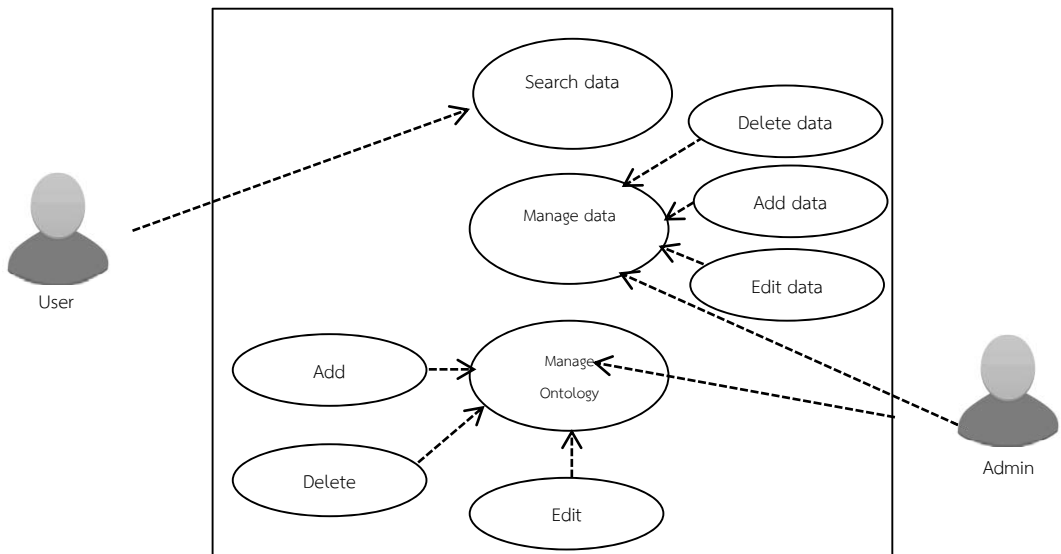 Search data
Delete data
Add data
Manage data
Edit data
User
Add
Manage
Ontology
Admin
Delete
Edit